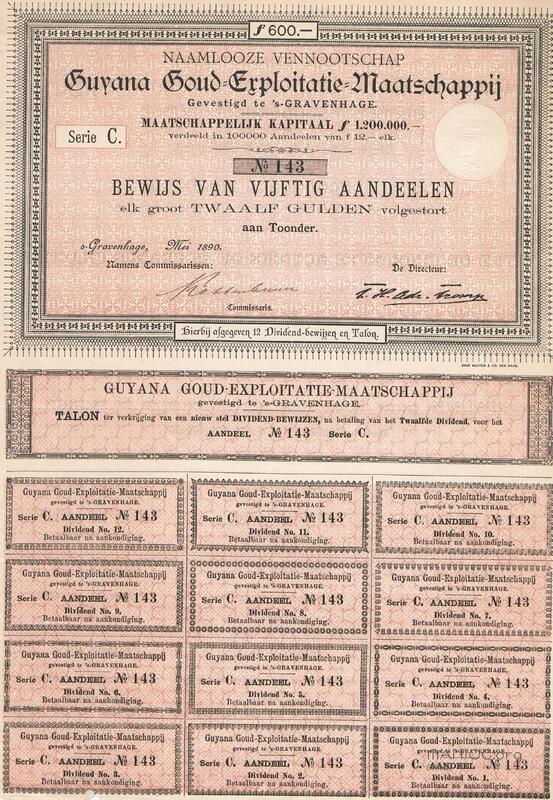 f 600.—
NAAMLOOZE VENNOOTSCHAP
Guyana Goud-Exploitatie-Maatschappij
Gevestigd te 's-GRAVENHAGE.
MAATSCHAPPELIJK KAPITAAL f 1.200.000.—
verdeeld in 100000 Aandeelen van f 12.— elk.
Serie C.
No 143
BEWIJS VAN VIJFTIG AANDEELEN
elk groot TWAALF GULDEN volgestort
aan Toonder.
s-Gravenhage, Mei 1890.
Namens Commissarissen:
De Directeur:
Commissaris.
Hierbij afgegeven 12 Dividend-bewijzen en Talon.
GUYANA GOUD-EXPLOITATIE-MAATSCHAPPIJ
gevestigd te 's-GRAVENHAGE.
TALON ter verkrijging van een nieuw stel DIVIDEND-BEWIJZEN, na betaling van het Twaalfde Dividend, voor het
AANDEEL No 143 Serie C.
Guyana Goud-Exploitatie-Maatschappij
gevestigd te 's-GRAVENHAGE.
Serie C. AANDEEL No 143
Dividend No. 12.
Betaalbaar na aankondiging.
Guyana Goud-Exploitatie-Maatschappij
gevestigd te 's-GRAVENHAGE.
Serie C. AANDEEL No 143
Dividend No. 11.
Betaalbaar na aankondiging.
Guyana Goud-Exploitatie-Maatschappij
gevestigd te 's-GRAVENHAGE.
Serie C. AANDEEL No 143
Dividend No. 10.
Betaalbaar na aankondiging.
Guyana Goud-Exploitatie-Maatschappij
gevestigd te 's-GRAVENHAGE.
Serie C. AANDEEL No 143
Dividend No. 9.
Betaalbaar na aankondiging.
Guyana Goud-Exploitatie-Maatschappij
gevestigd te 's-GRAVENHAGE.
Serie C. AANDEEL No 143
Dividend No. 8.
Betaalbaar na aankondiging.
Guyana Goud-Exploitatie-Maatschappij
gevestigd te 's-GRAVENHAGE.
Serie C. AANDEEL No 143
Dividend No. 7.
Betaalbaar na aankondiging.
Guyana Goud-Exploitatie-Maatschappij
gevestigd te 's-GRAVENHAGE.
Serie C. AANDEEL No 143
Dividend No. 6.
Betaalbaar na aankondiging.
Guyana Goud-Exploitatie-Maatschappij
gevestigd te 's-GRAVENHAGE.
Serie C. AANDEEL No 143
Dividend No. 5.
Betaalbaar na aankondiging.
Guyana Goud-Exploitatie-Maatschappij
gevestigd te 's-GRAVENHAGE.
Serie C. AANDEEL No 143
Dividend No. 4.
Betaalbaar na aankondiging.
Guyana Goud-Exploitatie-Maatschappij
gevestigd te 's-GRAVENHAGE.
Serie C. AANDEEL No 143
Dividend No. 3.
Betaalbaar na aankondiging.
Guyana Goud-Exploitatie-Maatschappij
gevestigd te 's-GRAVENHAGE.
Serie C. AANDEEL No 143
Dividend No. 2.
Betaalbaar na aankondiging.
Guyana Goud-Exploitatie-Maatschappij
gevestigd te 's-GRAVENHAGE.
Serie C. AANDEEL No 143
Dividend No. 1.
Betaalbaar na aankondiging.